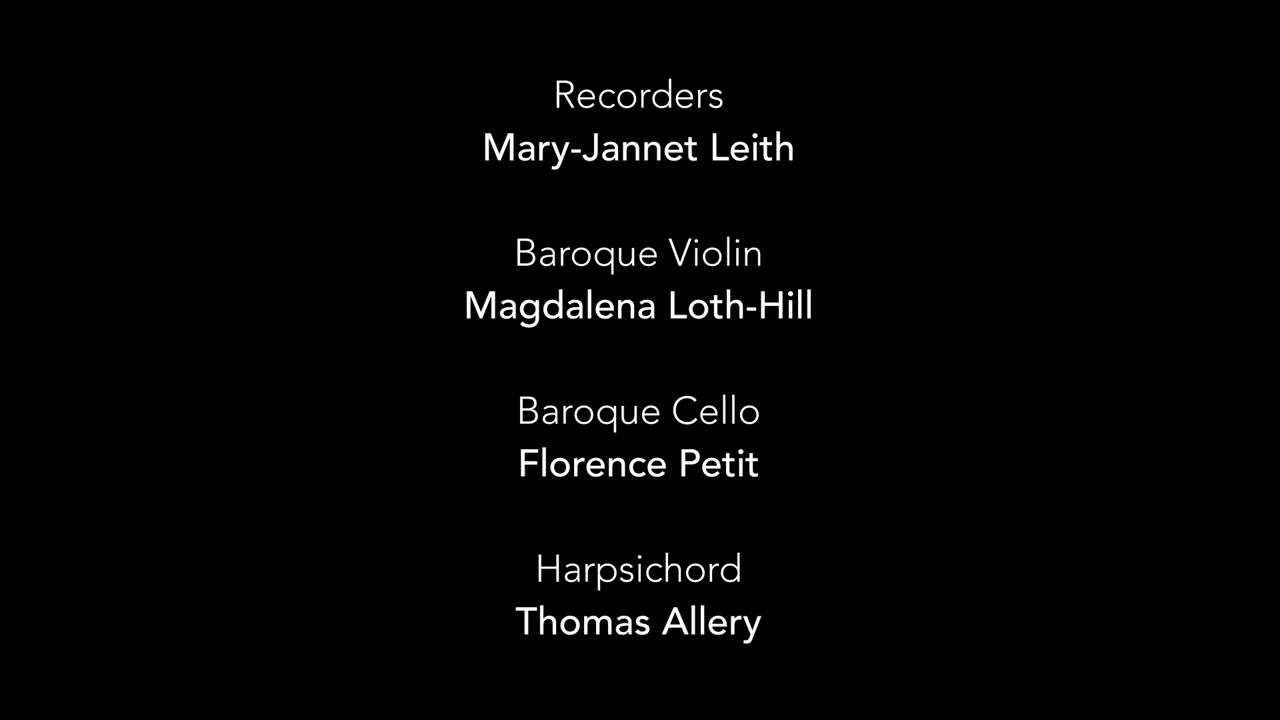 Recorders
Mary-Jannet Leith
Baroque Violin
Magdalena Loth-Hill
Baroque Cello
Florence Petit
Harpsichord
Thomas Allery